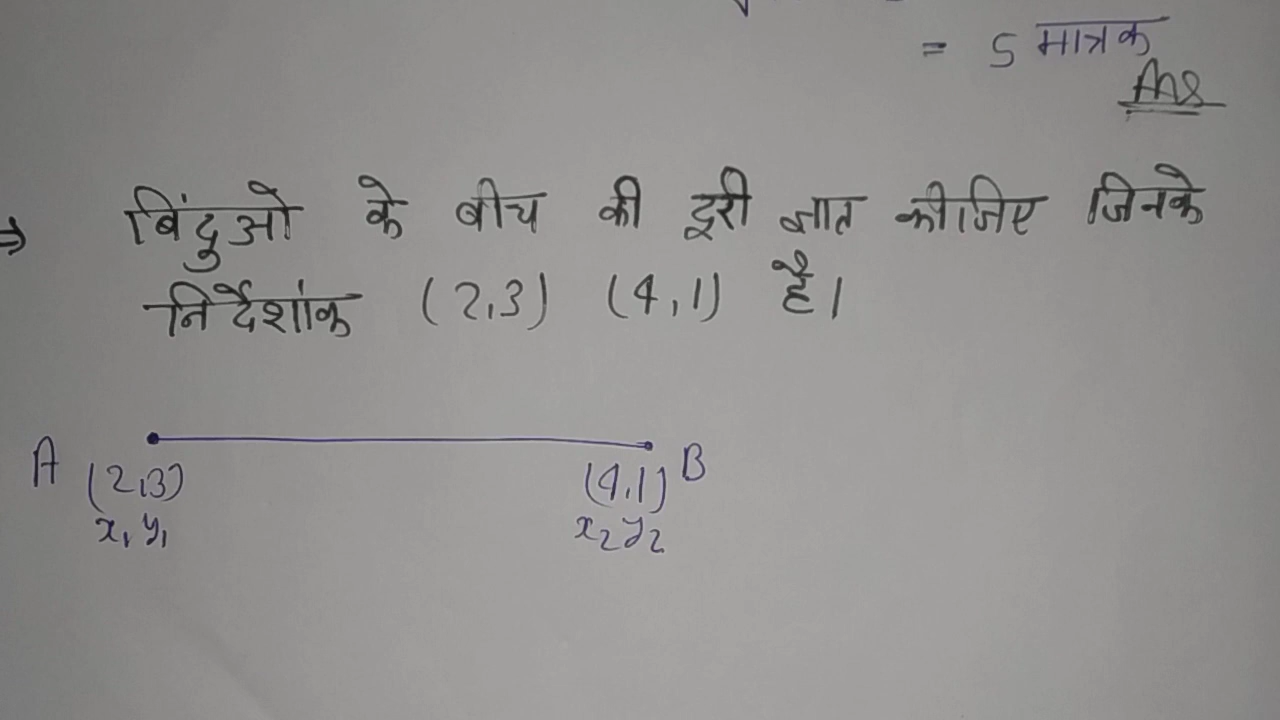 = 5 मात्रक
Ans
⇒ बिंदुओ के बीच की दूरी ज्ञात कीजिए जिनके
निर्देशांक (2,3) (4,1) है।
A (2,3) (4,1) B
x₁ y₁ x₂ y₂